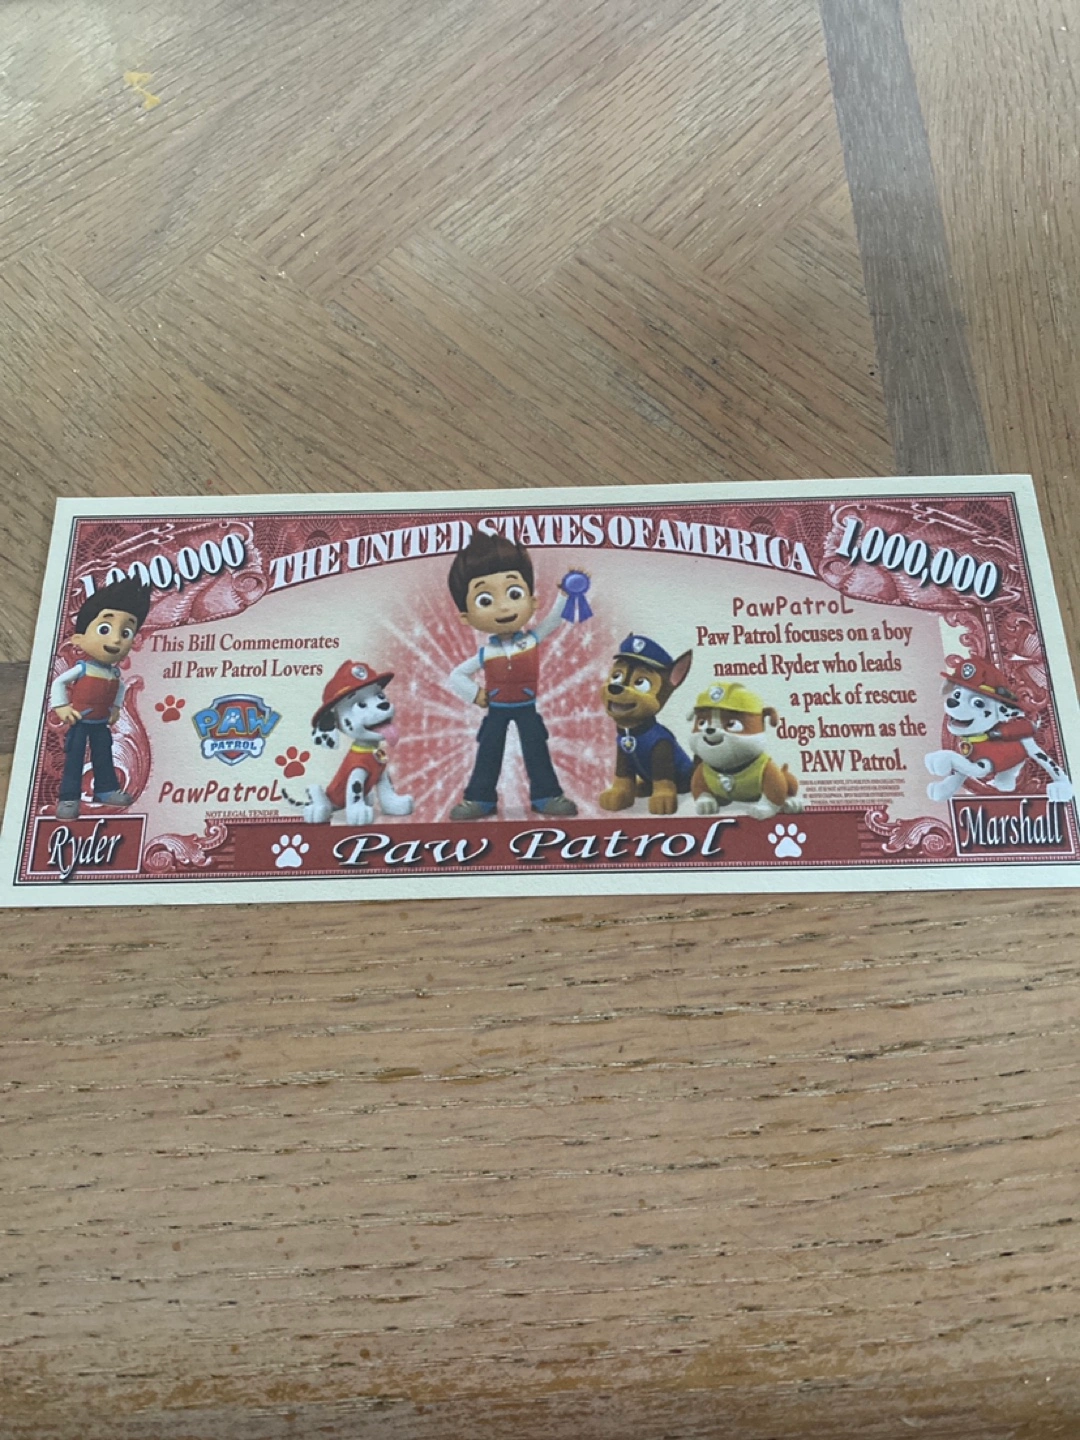 1,000,000
THE UNITED STATES OF AMERICA
1,000,000
This Bill Commemorates
all Paw Patrol Lovers
PAW
PATROL
PawPatroL
NOT LEGAL TENDER
PawPatroL
Paw Patrol focuses on a boy
named Ryder who leads
a pack of rescue
dogs known as the
PAW Patrol.
Ryder
Paw Patrol
Marshall